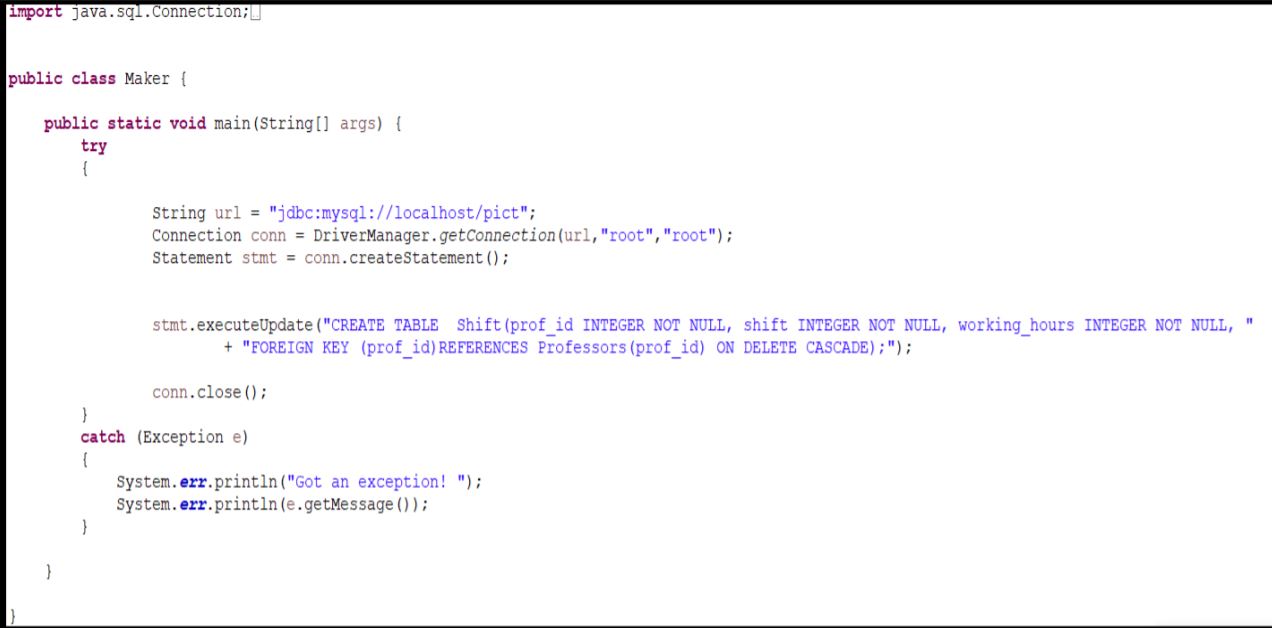 import java.sql.Connection;
public class Maker {
public static void main(String[] args) {
try
{
String url = "jdbc:mysql://localhost/pict";
Connection conn = DriverManager.getConnection(url,"root","root");
Statement stmt = conn.createStatement();
stmt.executeUpdate("CREATE TABLE  Shift(prof_id INTEGER NOT NULL, shift INTEGER NOT NULL, working_hours INTEGER NOT NULL, "
+ "FOREIGN KEY (prof_id)REFERENCES Professors(prof_id) ON DELETE CASCADE);");
conn.close();
}
catch (Exception e)
{
System.err.println("Got an exception! ");
System.err.println(e.getMessage());
}
}
}